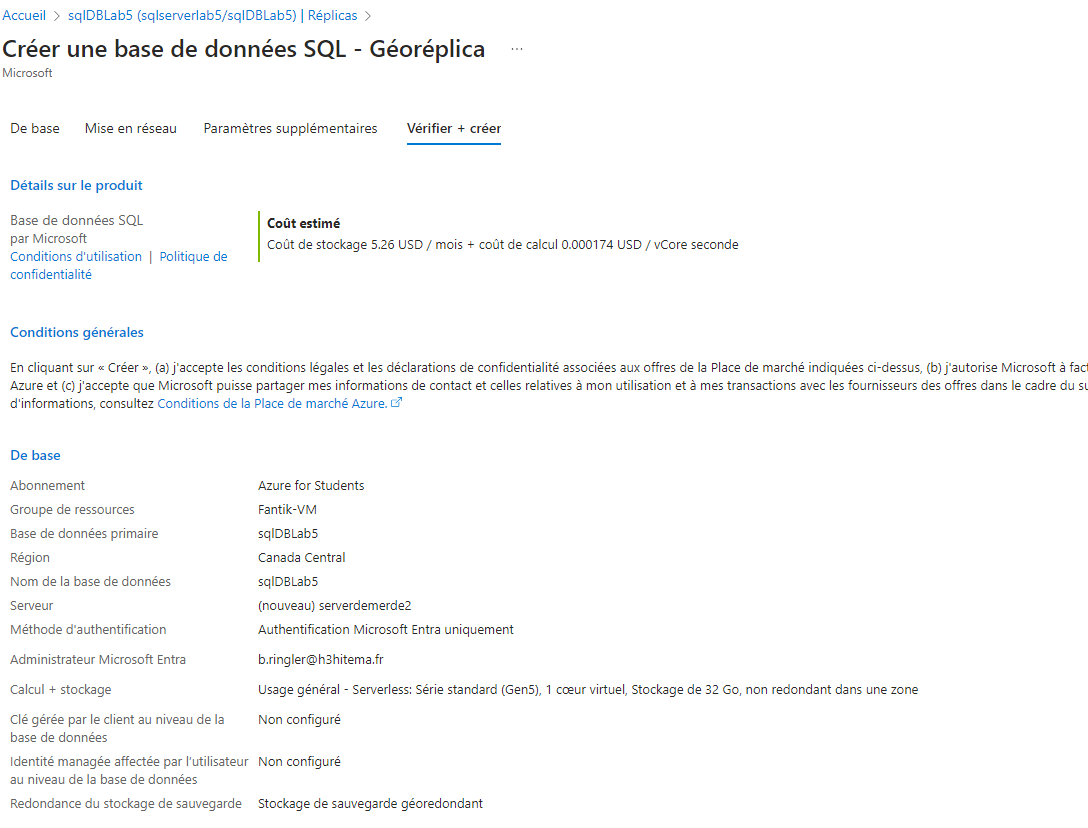 Accueil > sqlDBLab5 (sqlserverlab5/sqlDBLab5) | Réplicas >
Créer une base de données SQL - Géoréplica ...
Microsoft
De base Mise en réseau Paramètres supplémentaires Vérifier + créer
Détails sur le produit
Base de données SQL
par Microsoft
Conditions d'utilisation | Politique de
confidentialité
Coût estimé
Coût de stockage 5.26 USD / mois + coût de calcul 0.000174 USD / vCore seconde
Conditions générales
En cliquant sur « Créer », (a) j'accepte les conditions légales et les déclarations de confidentialité associées aux offres de la Place de marché indiquées ci-dessus, (b) j'autorise Microsoft à fact
Azure et (c) j'accepte que Microsoft puisse partager mes informations de contact et celles relatives à mon utilisation et à mes transactions avec les fournisseurs des offres dans le cadre du su
d'informations, consultez Conditions de la Place de marché Azure.
De base
Abonnement Azure for Students
Groupe de ressources Fantik-VM
Base de données primaire sqlDBLab5
Région Canada Central
Nom de la base de données sqlDBLab5
Serveur (nouveau) serverdemerde2
Méthode d'authentification Authentification Microsoft Entra uniquement
Administrateur Microsoft Entra b.ringler@h3hitema.fr
Calcul + stockage Usage général - Serverless: Série standard (Gen5), 1 cœur virtuel, Stockage de 32 Go, non redondant dans une zone
Clé gérée par le client au niveau de la Non configuré
base de données
Identité managée affectée par l'utilisateur Non configuré
au niveau de la base de données
Redondance du stockage de sauvegarde Stockage de sauvegarde géoredondant